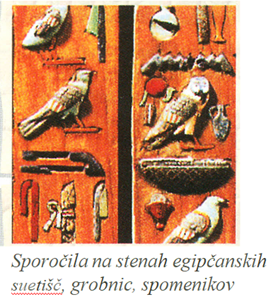 Sporočila na stenah egipčanskih
suetišč, grobnic, spomenikov